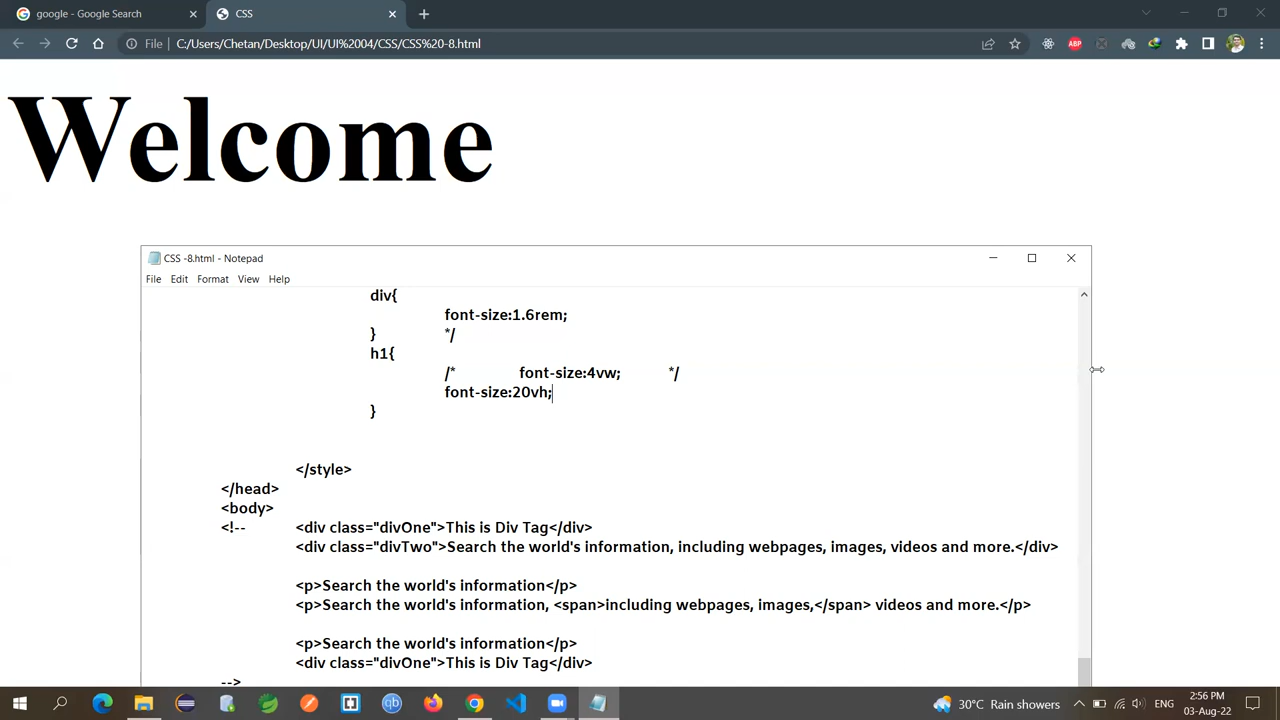 google - Google Search
CSS
File
C:/Users/Chetan/Desktop/UI/UI%2004/CSS/CSS%20-8.html
ABP
Welcome
CSS -8.html - Notepad
File Edit Format View Help
div{
font-size:1.6rem;
} */
h1{
/* font-size:4vw; */
font-size:20vh;
}
</style>
</head>
<body>
<!-- <div class="divOne">This is Div Tag</div>
<div class="divTwo">Search the world's information, including webpages, images, videos and more.</div>
<p>Search the world's information</p>
<p>Search the world's information, <span>including webpages, images,</span> videos and more.</p>
<p>Search the world's information</p>
<div class="divOne">This is Div Tag</div>
-->
qb
30°C Rain showers
ENG
2:56 PM
03-Aug-22